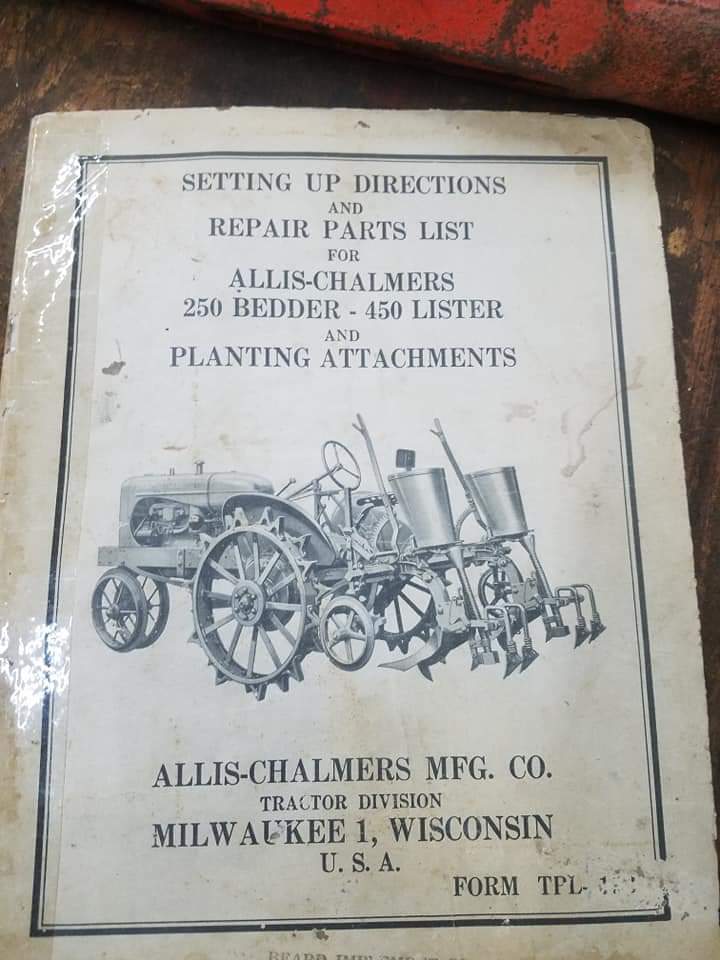 SETTING UP DIRECTIONS
AND
REPAIR PARTS LIST
FOR
ALLIS-CHALMERS
250 BEDDER - 450 LISTER
AND
PLANTING ATTACHMENTS
ALLIS-CHALMERS MFG. CO.
TRACTOR DIVISION
MILWAUKEE 1, WISCONSIN
U. S. A.
FORM TPL-
BEARD